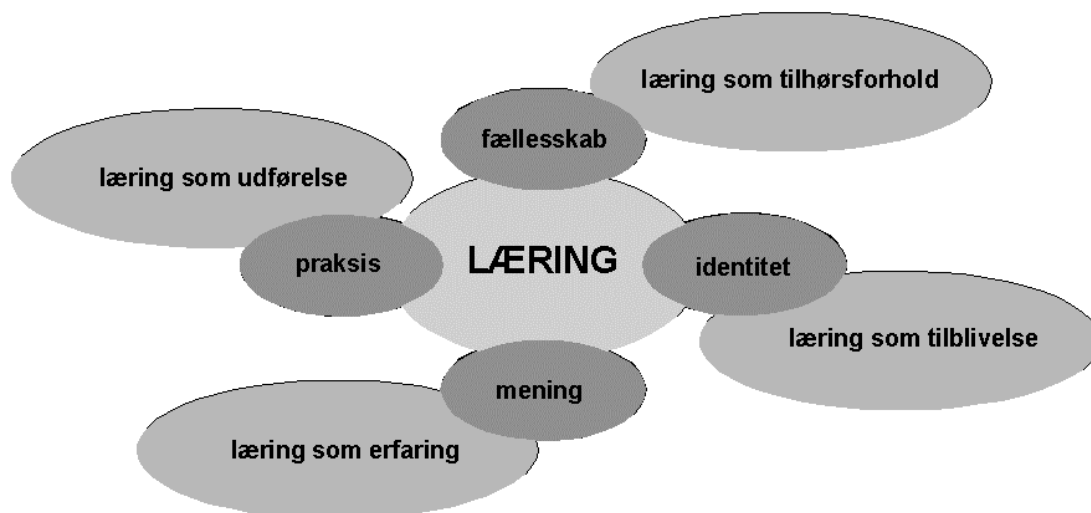 læring som tilhørsforhold
fællesskab
læring som udførelse
praksis
LÆRING
identitet
læring som tilblivelse
mening
læring som erfaring